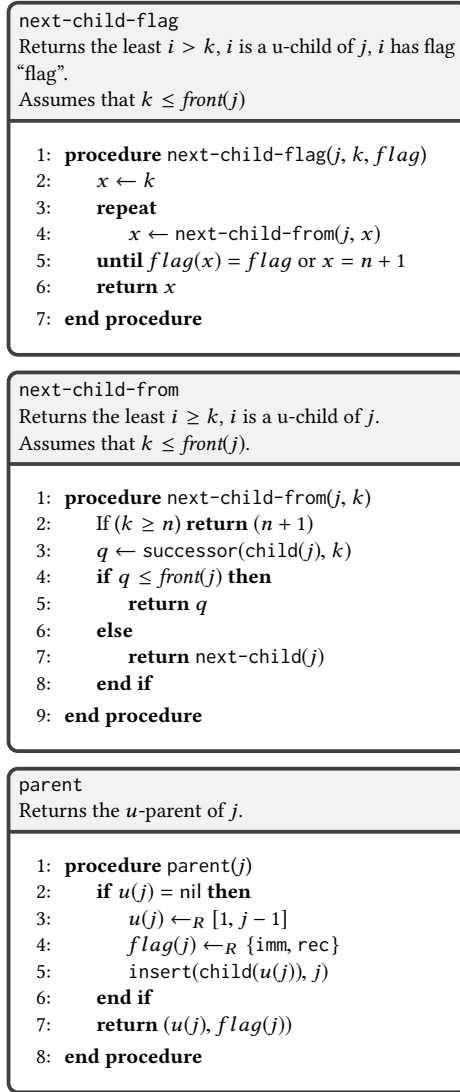 next-child-flag
Returns the least i > k, i is a u-child of j, i has flag
“flag”.
Assumes that k ≤ front(j)
1: procedure next-child-flag(j, k, flag)
2: x ← k
3: repeat
4: x ← next-child-from(j, x)
5: until flag(x) = flag or x = n + 1
6: return x
7: end procedure
next-child-from
Returns the least i ≥ k, i is a u-child of j.
Assumes that k ≤ front(j).
1: procedure next-child-from(j, k)
2: If (k ≥ n) return (n + 1)
3: q ← successor(child(j), k)
4: if q ≤ front(j) then
5: return q
6: else
7: return next-child(j)
8: end if
9: end procedure
parent
Returns the u-parent of j.
1: procedure parent(j)
2: if u(j) = nil then
3: u(j) ←R [1, j − 1]
4: flag(j) ←R {imm, rec}
5: insert(child(u(j)), j)
6: end if
7: return (u(j), flag(j))
8: end procedure